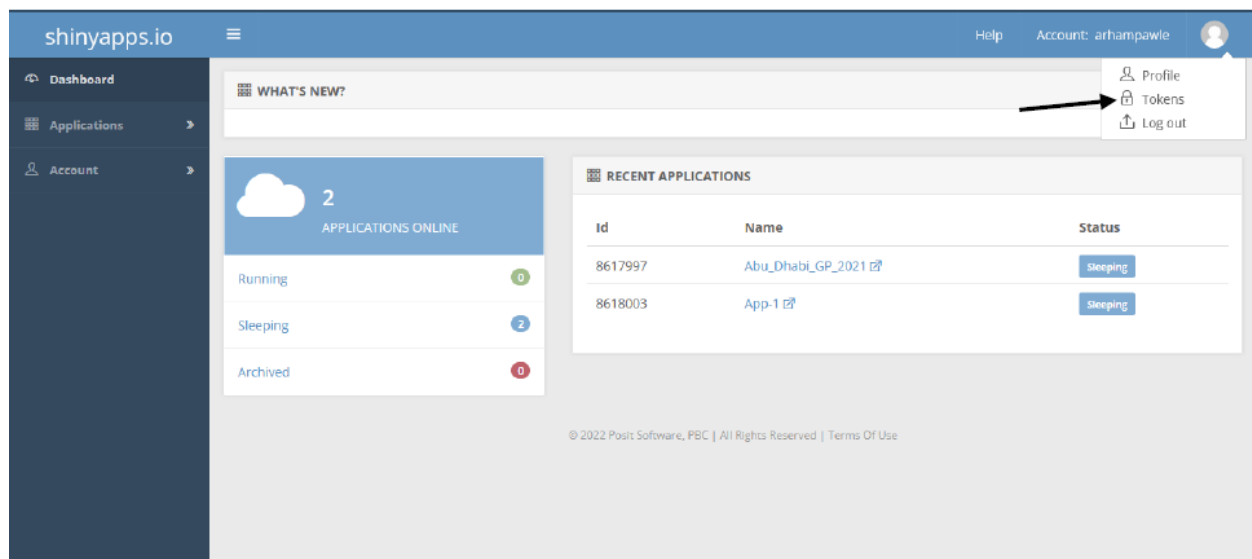 shinyapps.io
Help Account: arhampawle
Profile
Tokens
Log out
Dashboard
Applications
Account
WHAT'S NEW?
2
APPLICATIONS ONLINE
Running 0
Sleeping 2
Archived 0
RECENT APPLICATIONS
Id Name Status
8617997 Abu_Dhabi_GP_2021 Sleeping
8618003 App-1 Sleeping
© 2022 Posit Software, PBC | All Rights Reserved | Terms Of Use